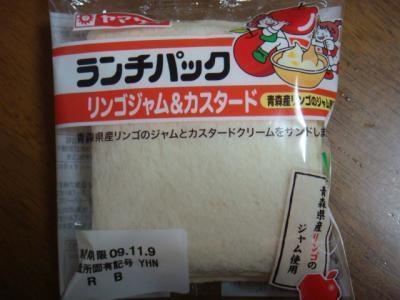 ヤマザキ
ランチパック
リンゴジャム&カスタード
青森産リンゴのジャム使
青森県産リンゴのジャムとカスタードクリームをサンドしま
青森県産リンゴの
ジャム使用
期限 09.11.9
所固有記号 YHN
R B